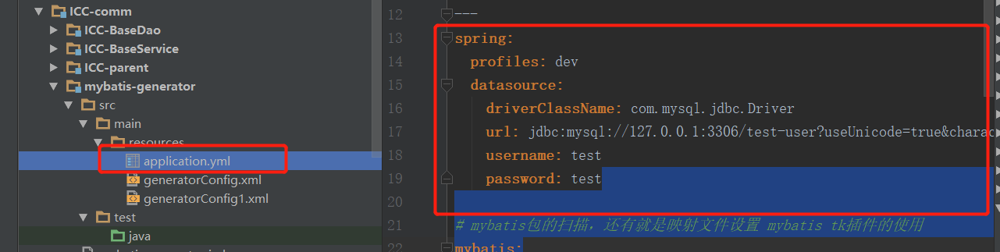 ICC-comm
ICC-BaseDao
ICC-BaseService
ICC-parent
mybatis-generator
src
main
resources
application.yml
generatorConfig.xml
generatorConfig1.xml
test
java
12 ---
13 spring:
14 profiles: dev
15 datasource:
16 driverClassName: com.mysql.jdbc.Driver
17 url: jdbc:mysql://127.0.0.1:3306/test-user?useUnicode=true&charac
18 username: test
19 password: test
20
21 # mybatis包的扫描，还有就是映射文件设置 mybatis tk插件的使用
22 mybatis: